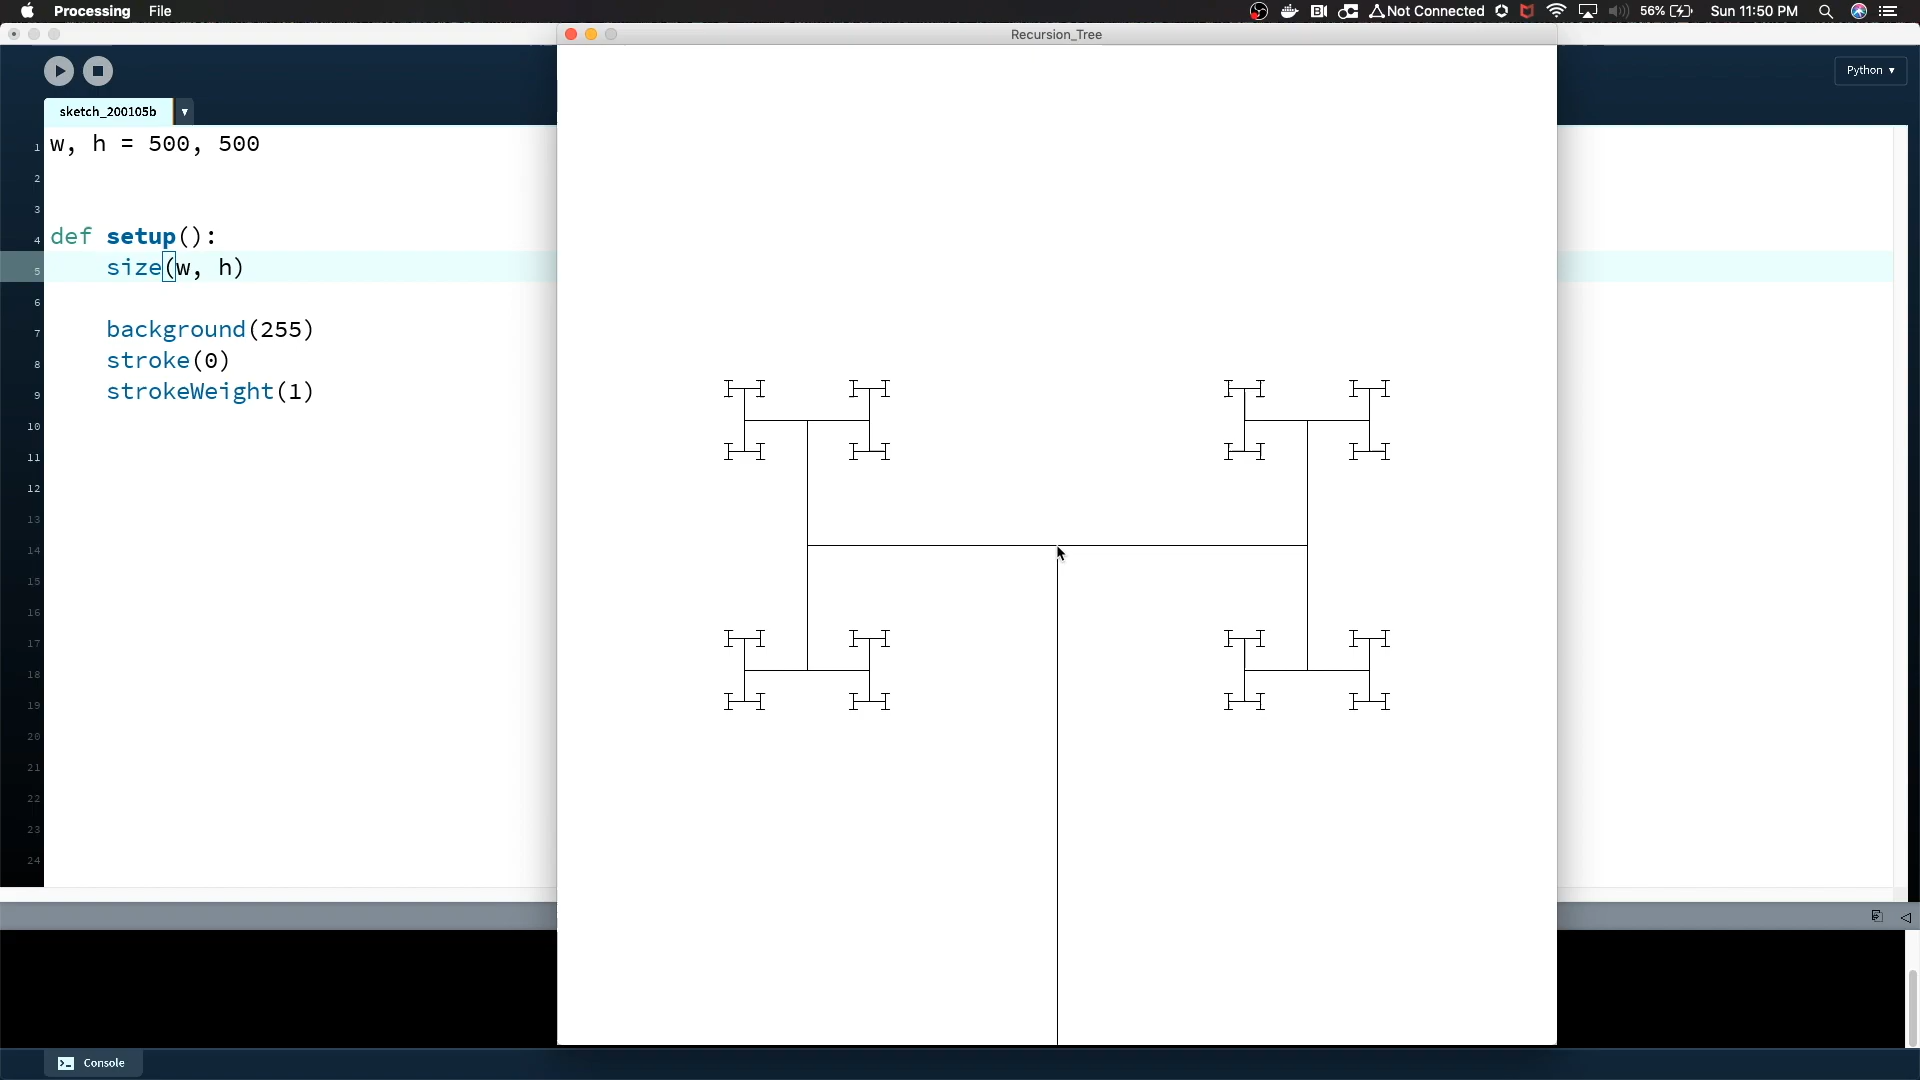 Processing File
Not Connected 56% Sun 11:50 PM
Recursion_Tree
Python ▾
sketch_200105b ▾
1 w, h = 500, 500
2
3
4 def setup():
5 size(w, h)
6
7 background(255)
8 stroke(0)
9 strokeWeight(1)
10
11
12
13
14
15
16
17
18
19
20
21
22
23
24
Console